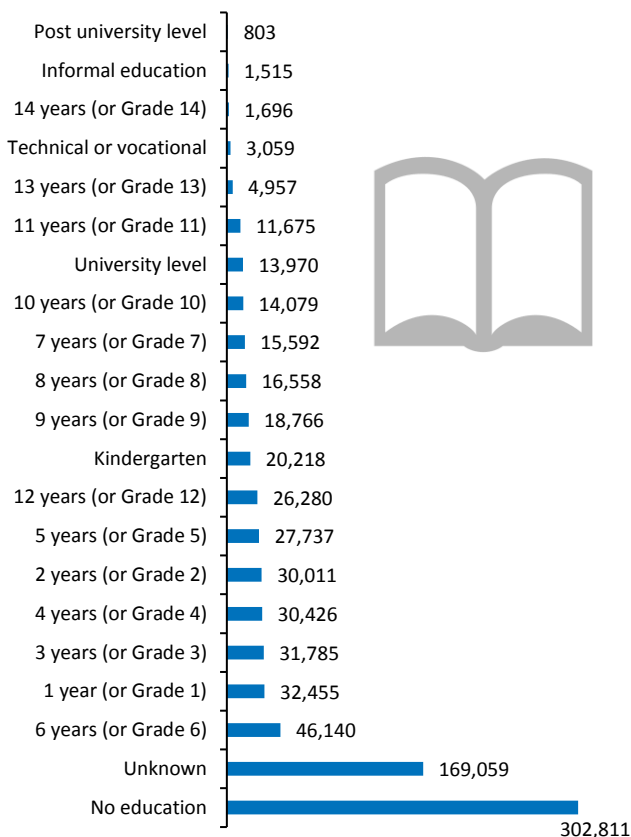 Post university level 803
Informal education 1,515
14 years (or Grade 14) 1,696
Technical or vocational 3,059
13 years (or Grade 13) 4,957
11 years (or Grade 11) 11,675
University level 13,970
10 years (or Grade 10) 14,079
7 years (or Grade 7) 15,592
8 years (or Grade 8) 16,558
9 years (or Grade 9) 18,766
Kindergarten 20,218
12 years (or Grade 12) 26,280
5 years (or Grade 5) 27,737
2 years (or Grade 2) 30,011
4 years (or Grade 4) 30,426
3 years (or Grade 3) 31,785
1 year (or Grade 1) 32,455
6 years (or Grade 6) 46,140
Unknown 169,059
No education 302,811